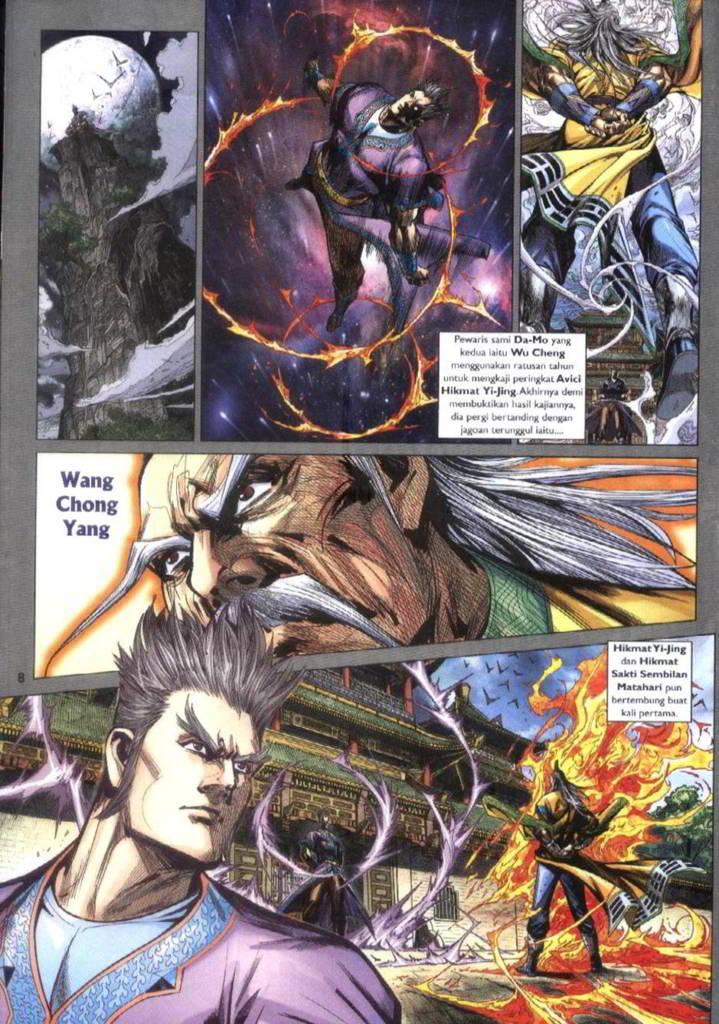 Pewaris sami Da-Mo yang
kedua iaitu Wu Cheng
menggunakan ratusan tahun
untuk mengkaji peringkat Avici
Hikmat Yi-Jing. Akhirnya demi
membuktikan hasil kajiannya,
dia pergi bertanding dengan
jagoan terunggul iaitu....
Wang
Chong
Yang
8
Hikmat Yi-Jing
dan Hikmat
Sakti Sembilan
Matahari pun
bertembung buat
kali pertama.